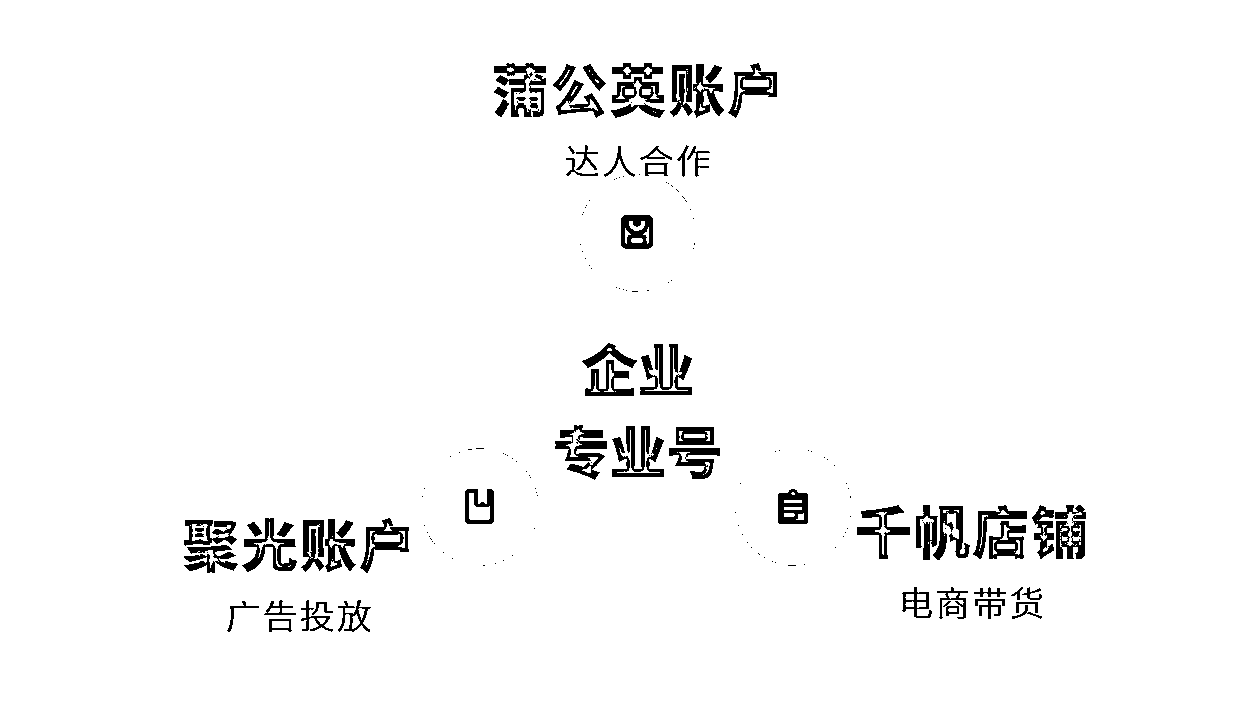 蒲公英账户
达人合作
企业
专业号
聚光账户
广告投放
千帆店铺
电商带货